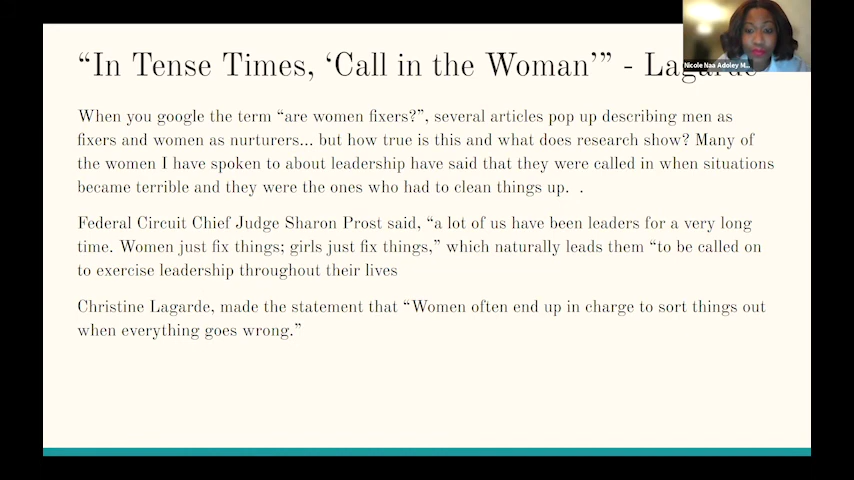 “In Tense Times, ‘Call in the Woman’” - Lagarde
Nicole Naa Adoley M...
When you google the term “are women fixers?”, several articles pop up describing men as
fixers and women as nurturers... but how true is this and what does research show? Many of
the women I have spoken to about leadership have said that they were called in when situations
became terrible and they were the ones who had to clean things up.  .
Federal Circuit Chief Judge Sharon Prost said, “a lot of us have been leaders for a very long
time. Women just fix things; girls just fix things,” which naturally leads them “to be called on
to exercise leadership throughout their lives
Christine Lagarde, made the statement that “Women often end up in charge to sort things out
when everything goes wrong.”